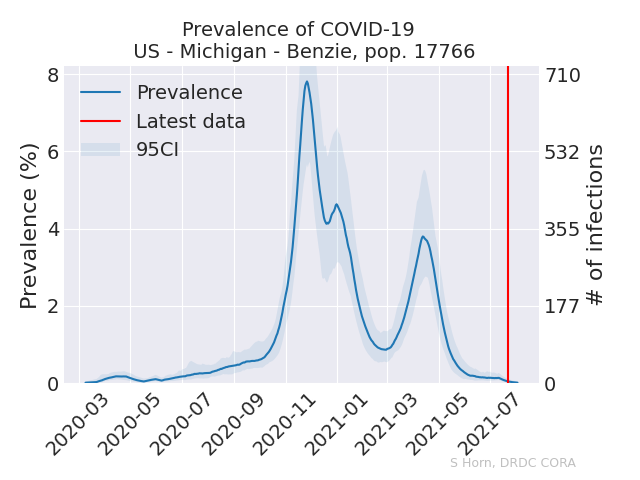 Prevalence of COVID-19
US - Michigan - Benzie, pop. 17766
Prevalence
Latest data
95CI
Prevalence (%)
8
6
4
2
0
710
532
355
177
0
# of infections
2020-03
2020-05
2020-07
2020-09
2020-11
2021-01
2021-03
2021-05
2021-07
S Horn, DRDC CORA